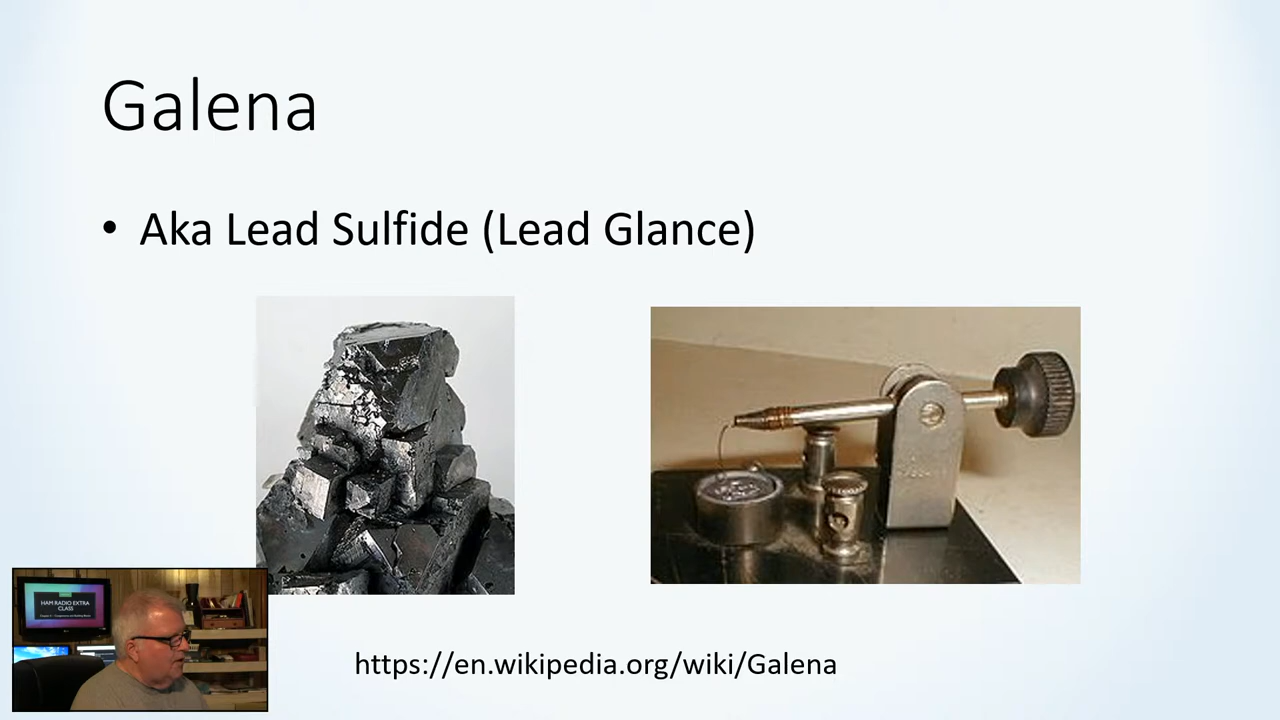 Galena
• Aka Lead Sulfide (Lead Glance)
HAM RADIO EXTRA
CLASS
https://en.wikipedia.org/wiki/Galena